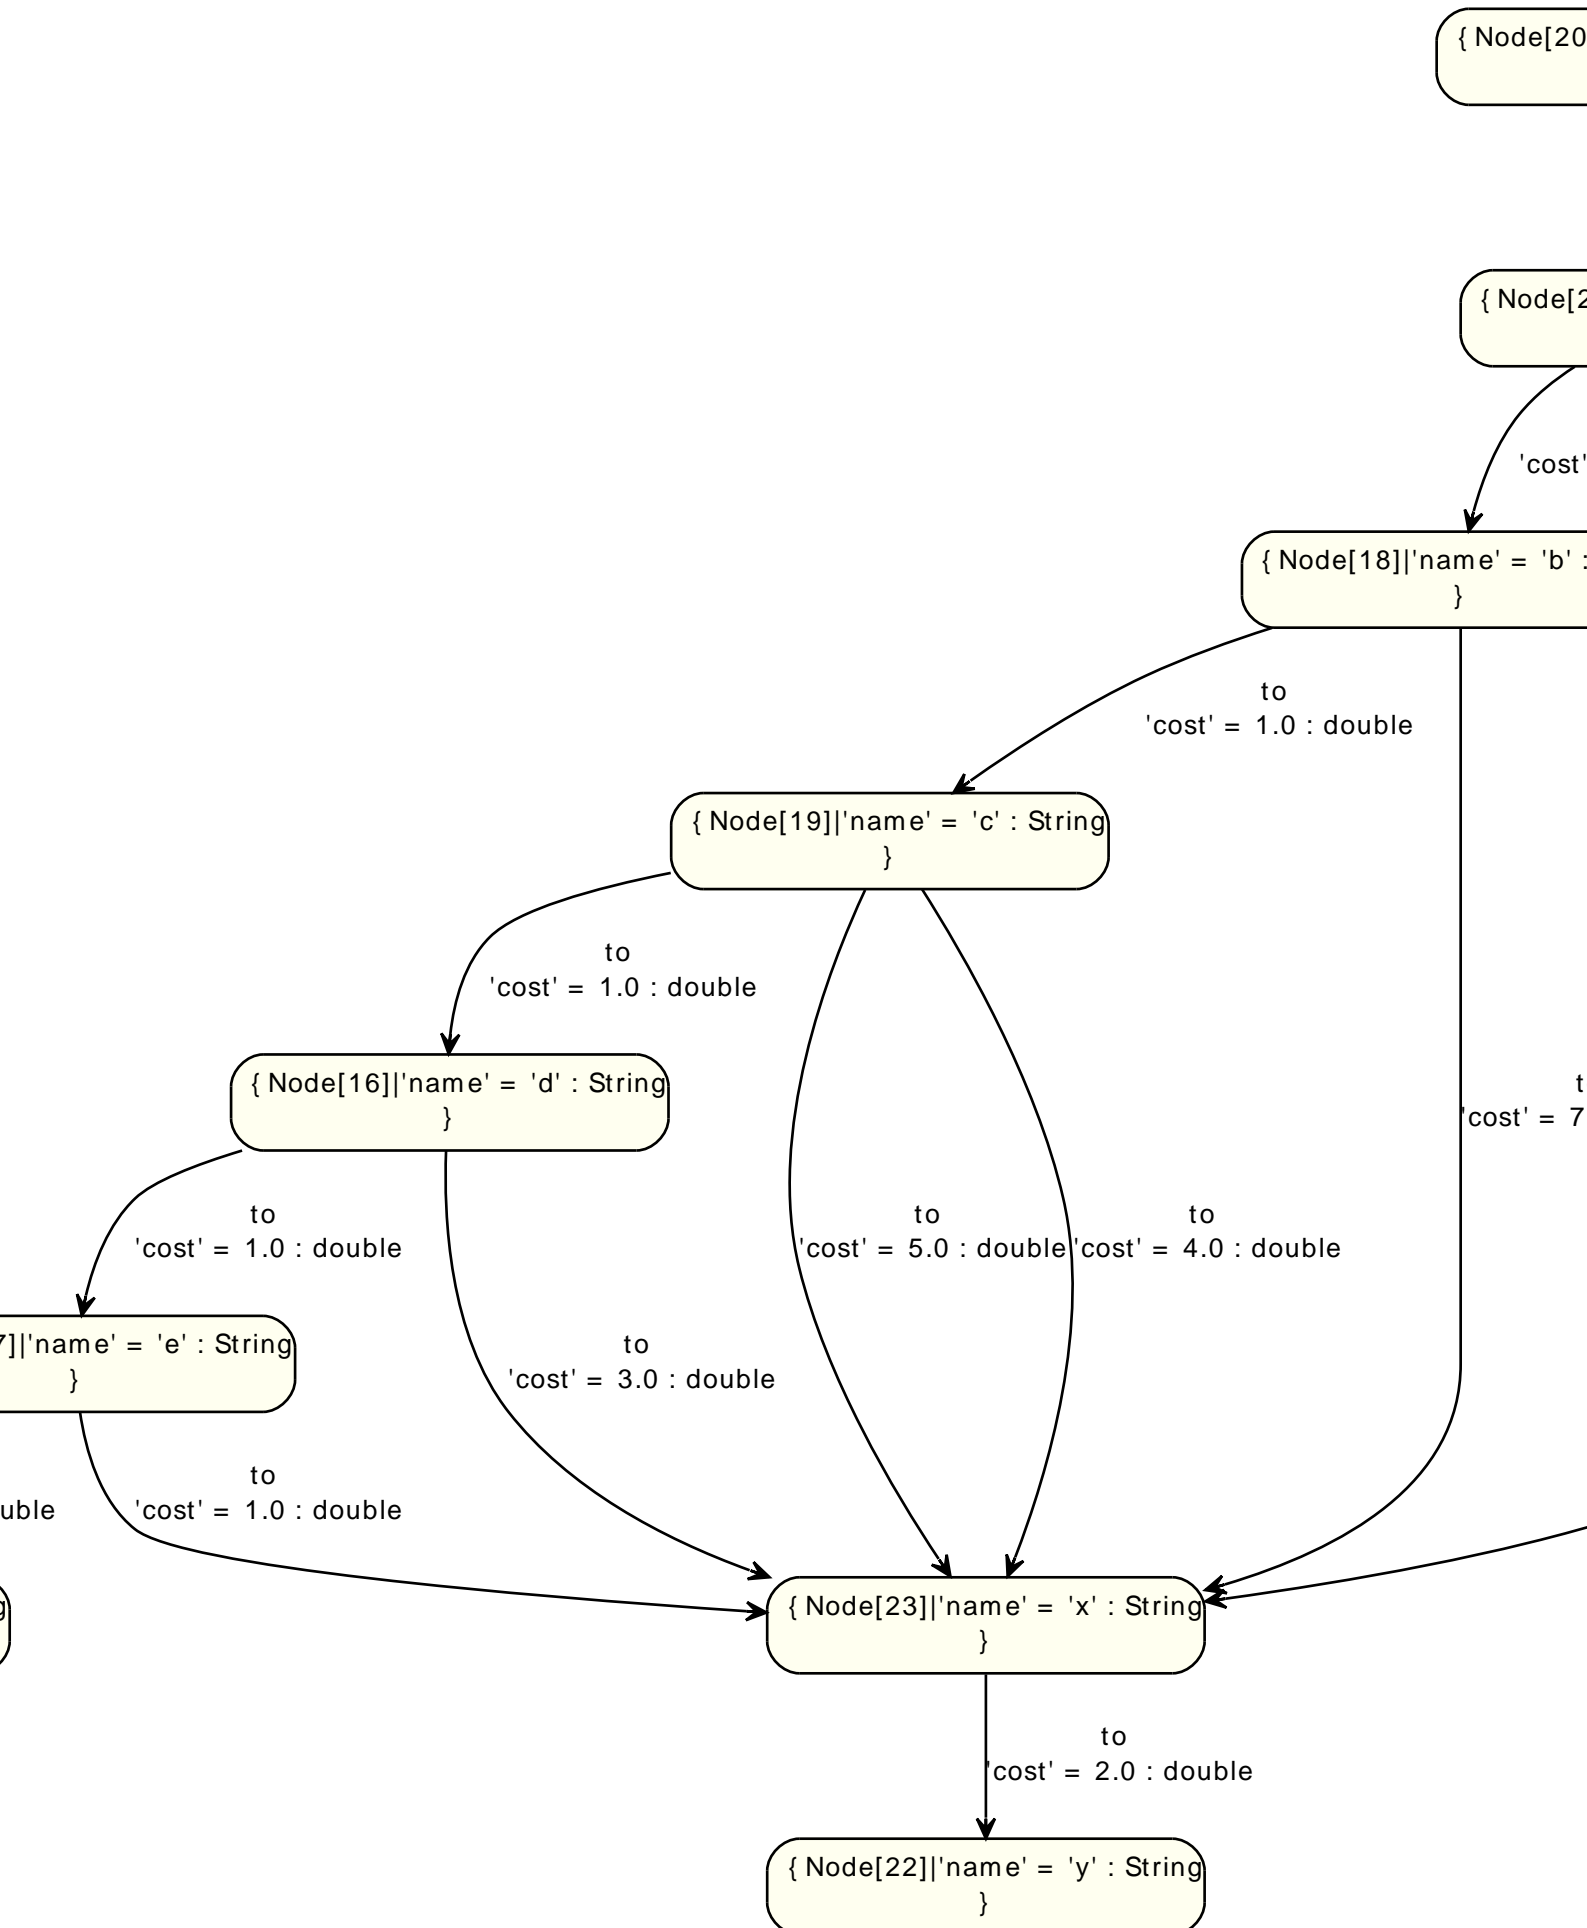 { Node[20
{ Node[2
'cost'
{ Node[18]|'name' = 'b' :
}
to
'cost' = 1.0 : double
{ Node[19]|'name' = 'c' : String
}
to
'cost' = 1.0 : double
{ Node[16]|'name' = 'd' : String
}
t
'cost' = 7
to
'cost' = 1.0 : double
to
'cost' = 5.0 : double
to
'cost' = 4.0 : double
7]|'name' = 'e' : String
}
to
'cost' = 3.0 : double
uble
to
'cost' = 1.0 : double
{ Node[23]|'name' = 'x' : String
}
to
'cost' = 2.0 : double
{ Node[22]|'name' = 'y' : String
}